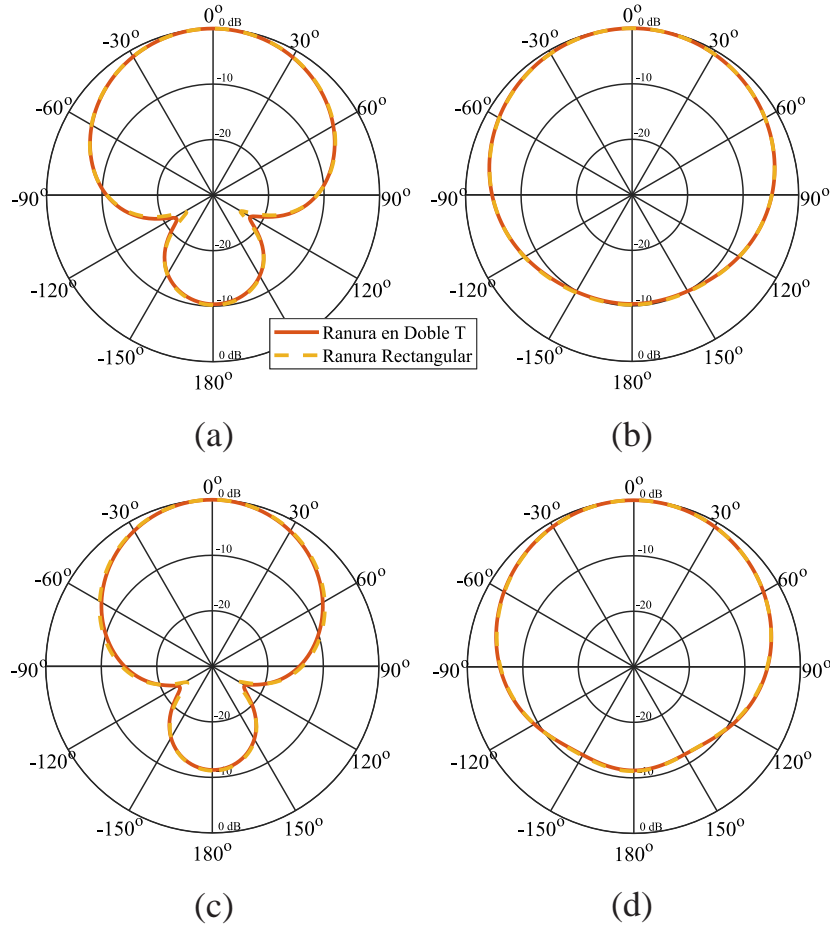 0o 0o
0 dB 0 dB
-30o 30o -30o 30o
-10 -10
-60o 60o -60o 60o
-20 -20
-90o 90o -90o 90o
-20 -20
-120o -120o 120o
-10 -10
-150o -150o 150o
Ranura en Doble T
Ranura Rectangular
0 dB 0 dB
180o 180o
(a) (b)
0o 0o
0 dB 0 dB
-30o 30o -30o 30o
-10 -10
-60o 60o -60o 60o
-20 -20
-90o 90o -90o 90o
-20 -20
-120o 120o -120o 120o
-10 -10
-150o 150o -150o 150o
0 dB 0 dB
180o 180o
(c) (d)